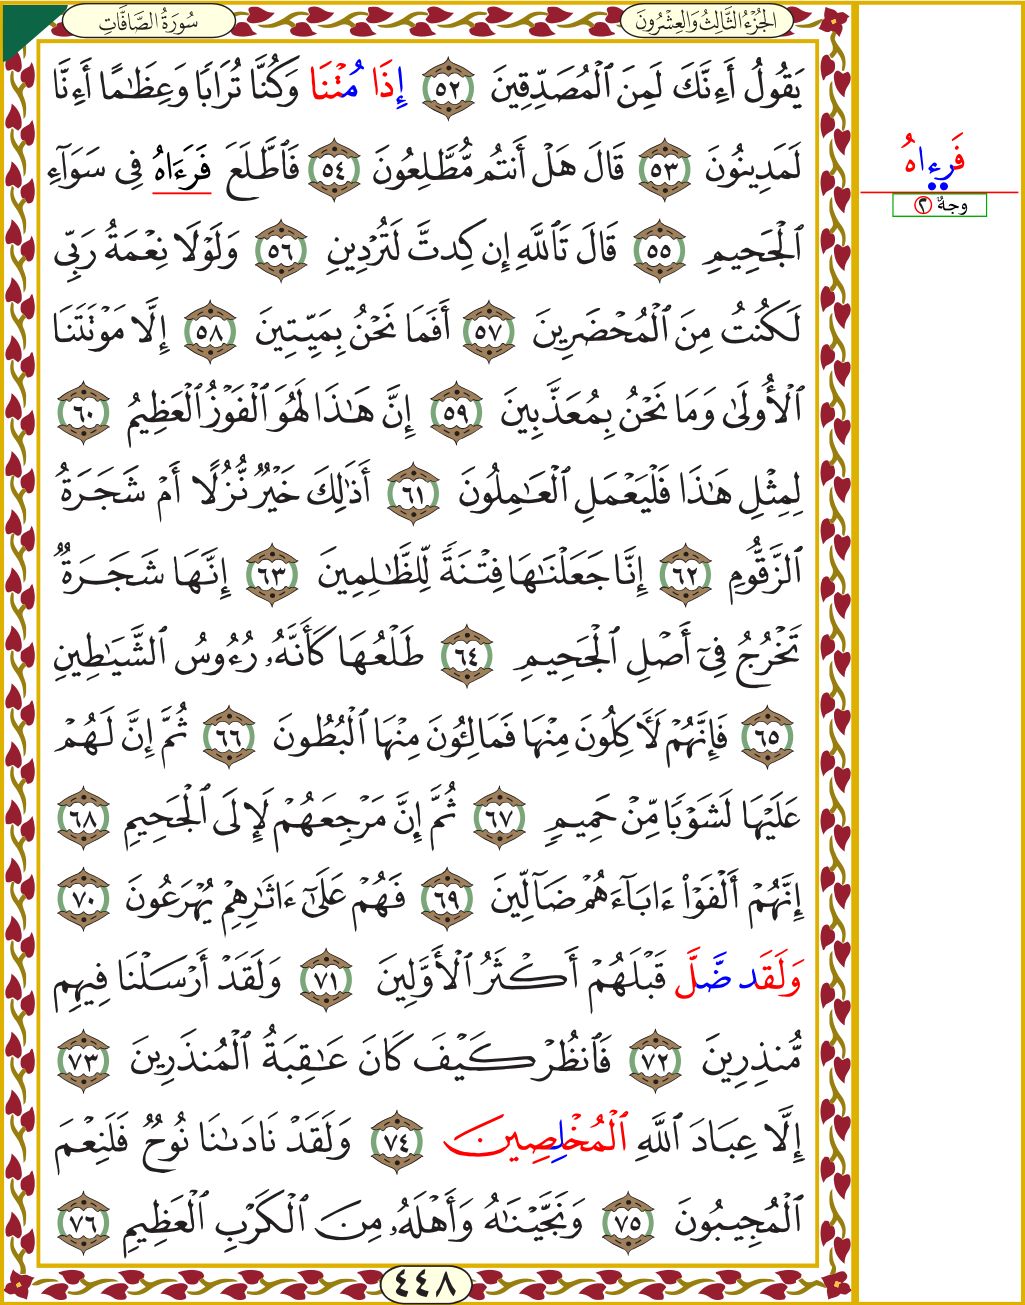 سُورَةُ الصَّافَّاتِ
الجُزْءُ الثَّالِثُ وَالعِشْرُونَ
يَقُولُ أَءِنَّكَ لَمِنَ ٱلْمُصَدِّقِينَ ٥٢ إِذَا مُتْنَا وَكُنَّا تُرَابًا وَعِظَٰمًا أَءِنَّا
لَمَدِينُونَ ٥٣ قَالَ هَلْ أَنتُم مُّطَّلِعُونَ ٥٤ فَٱطَّلَعَ فَرَءَاهُ فِى سَوَآءِ
ٱلْجَحِيمِ ٥٥ قَالَ تَٱللَّهِ إِن كِدتَّ لَتُرْدِينِ ٥٦ وَلَوْلَا نِعْمَةُ رَبِّى
لَكُنتُ مِنَ ٱلْمُحْضَرِينَ ٥٧ أَفَمَا نَحْنُ بِمَيِّتِينَ ٥٨ إِلَّا مَوْتَتَنَا
ٱلْأُولَىٰ وَمَا نَحْنُ بِمُعَذَّبِينَ ٥٩ إِنَّ هَٰذَا لَهُوَ ٱلْفَوْزُ ٱلْعَظِيمُ ٦٠
لِمِثْلِ هَٰذَا فَلْيَعْمَلِ ٱلْعَٰمِلُونَ ٦١ أَذَٰلِكَ خَيْرٌ نُّزُلًا أَمْ شَجَرَةُ
ٱلزَّقُّومِ ٦٢ إِنَّا جَعَلْنَٰهَا فِتْنَةً لِّلظَّٰلِمِينَ ٦٣ إِنَّهَا شَجَرَةٌ
تَخْرُجُ فِىٓ أَصْلِ ٱلْجَحِيمِ ٦٤ طَلْعُهَا كَأَنَّهُۥ رُءُوسُ ٱلشَّيَٰطِينِ
٦٥ فَإِنَّهُمْ لَءَاكِلُونَ مِنْهَا فَمَالِـُٔونَ مِنْهَا ٱلْبُطُونَ ٦٦ ثُمَّ إِنَّ لَهُمْ
عَلَيْهَا لَشَوْبًا مِّنْ حَمِيمٍ ٦٧ ثُمَّ إِنَّ مَرْجِعَهُمْ لَإِلَى ٱلْجَحِيمِ ٦٨
إِنَّهُمْ أَلْفَوْا۟ ءَابَآءَهُمْ ضَآلِّينَ ٦٩ فَهُمْ عَلَىٰٓ ءَاثَٰرِهِمْ يُهْرَعُونَ ٧٠
وَلَقَد ضَّلَّ قَبْلَهُمْ أَكْثَرُ ٱلْأَوَّلِينَ ٧١ وَلَقَدْ أَرْسَلْنَا فِيهِم
مُّنذِرِينَ ٧٢ فَٱنظُرْ كَيْفَ كَانَ عَٰقِبَةُ ٱلْمُنذَرِينَ ٧٣
إِلَّا عِبَادَ ٱللَّهِ ٱلْمُخْلِصِينَ ٧٤ وَلَقَدْ نَادَىٰنَا نُوحٌ فَلَنِعْمَ
ٱلْمُجِيبُونَ ٧٥ وَنَجَّيْنَٰهُ وَأَهْلَهُۥ مِنَ ٱلْكَرْبِ ٱلْعَظِيمِ ٧٦
٤٤٨
فَرِءاهُ
وجهٌ ٢